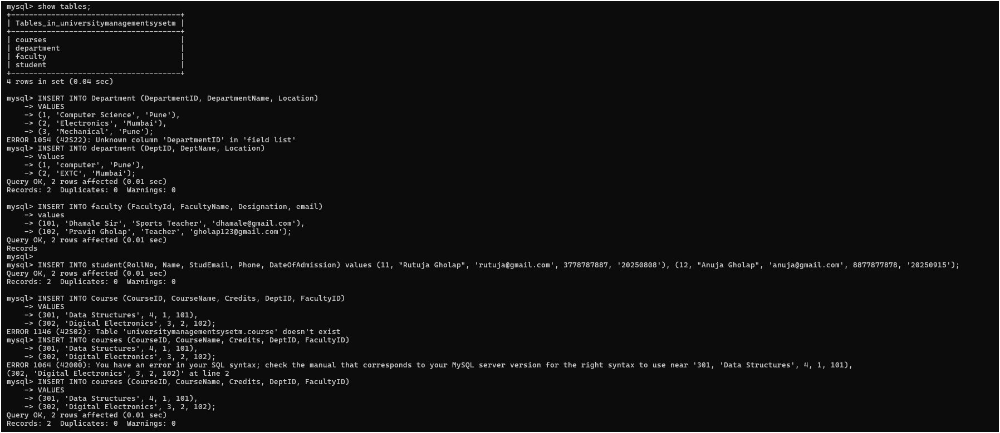 mysql> show tables;
+--------------------------------------+
| Tables_in_universitymanagementsysetm |
+--------------------------------------+
| courses                              |
| department                           |
| faculty                              |
| student                              |
+--------------------------------------+
4 rows in set (0.04 sec)

mysql> INSERT INTO Department (DepartmentID, DepartmentName, Location)
    -> VALUES
    -> (1, 'Computer Science', 'Pune'),
    -> (2, 'Electronics', 'Mumbai'),
    -> (3, 'Mechanical', 'Pune');
ERROR 1054 (42S22): Unknown column 'DepartmentID' in 'field list'
mysql> INSERT INTO department (DeptID, DeptName, Location)
    -> Values
    -> (1, 'computer', 'Pune'),
    -> (2, 'EXTC', 'Mumbai');
Query OK, 2 rows affected (0.01 sec)
Records: 2  Duplicates: 0  Warnings: 0

mysql> INSERT INTO faculty (FacultyId, FacultyName, Designation, email)
    -> values
    -> (101, 'Dhamale Sir', 'Sports Teacher', 'dhamale@gmail.com'),
    -> (102, 'Pravin Gholap', 'Teacher', 'gholap123@gmail.com');
Query OK, 2 rows affected (0.01 sec)
Records
mysql>
mysql> INSERT INTO student(RollNo, Name, StudEmail, Phone, DateOfAdmission) values (11, "Rutuja Gholap", 'rutuja@gmail.com', 3778787887, '20250808'), (12, "Anuja Gholap", 'anuja@gmail.com', 8877877878, '20250915');
Query OK, 2 rows affected (0.01 sec)
Records: 2  Duplicates: 0  Warnings: 0

mysql> INSERT INTO Course (CourseID, CourseName, Credits, DeptID, FacultyID)
    -> VALUES
    -> (301, 'Data Structures', 4, 1, 101),
    -> (302, 'Digital Electronics', 3, 2, 102);
ERROR 1146 (42S02): Table 'universitymanagementsysetm.course' doesn't exist
mysql> INSERT INTO courses (CourseID, CourseName, Credits, DeptID, FacultyID)
    -> (301, 'Data Structures', 4, 1, 101),
    -> (302, 'Digital Electronics', 3, 2, 102);
ERROR 1064 (42000): You have an error in your SQL syntax; check the manual that corresponds to your MySQL server version for the right syntax to use near '301, 'Data Structures', 4, 1, 101),
(302, 'Digital Electronics', 3, 2, 102)' at line 2
mysql> INSERT INTO courses (CourseID, CourseName, Credits, DeptID, FacultyID)
    -> VALUES
    -> (301, 'Data Structures', 4, 1, 101),
    -> (302, 'Digital Electronics', 3, 2, 102);
Query OK, 2 rows affected (0.01 sec)
Records: 2  Duplicates: 0  Warnings: 0